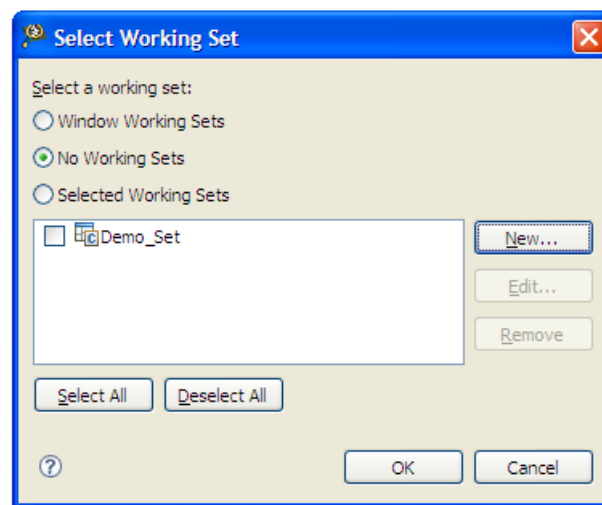 Select Working Set
Select a working set:
Window Working Sets
No Working Sets
Selected Working Sets
Demo_Set
New...
Edit...
Remove
Select All Deselect All
? OK Cancel